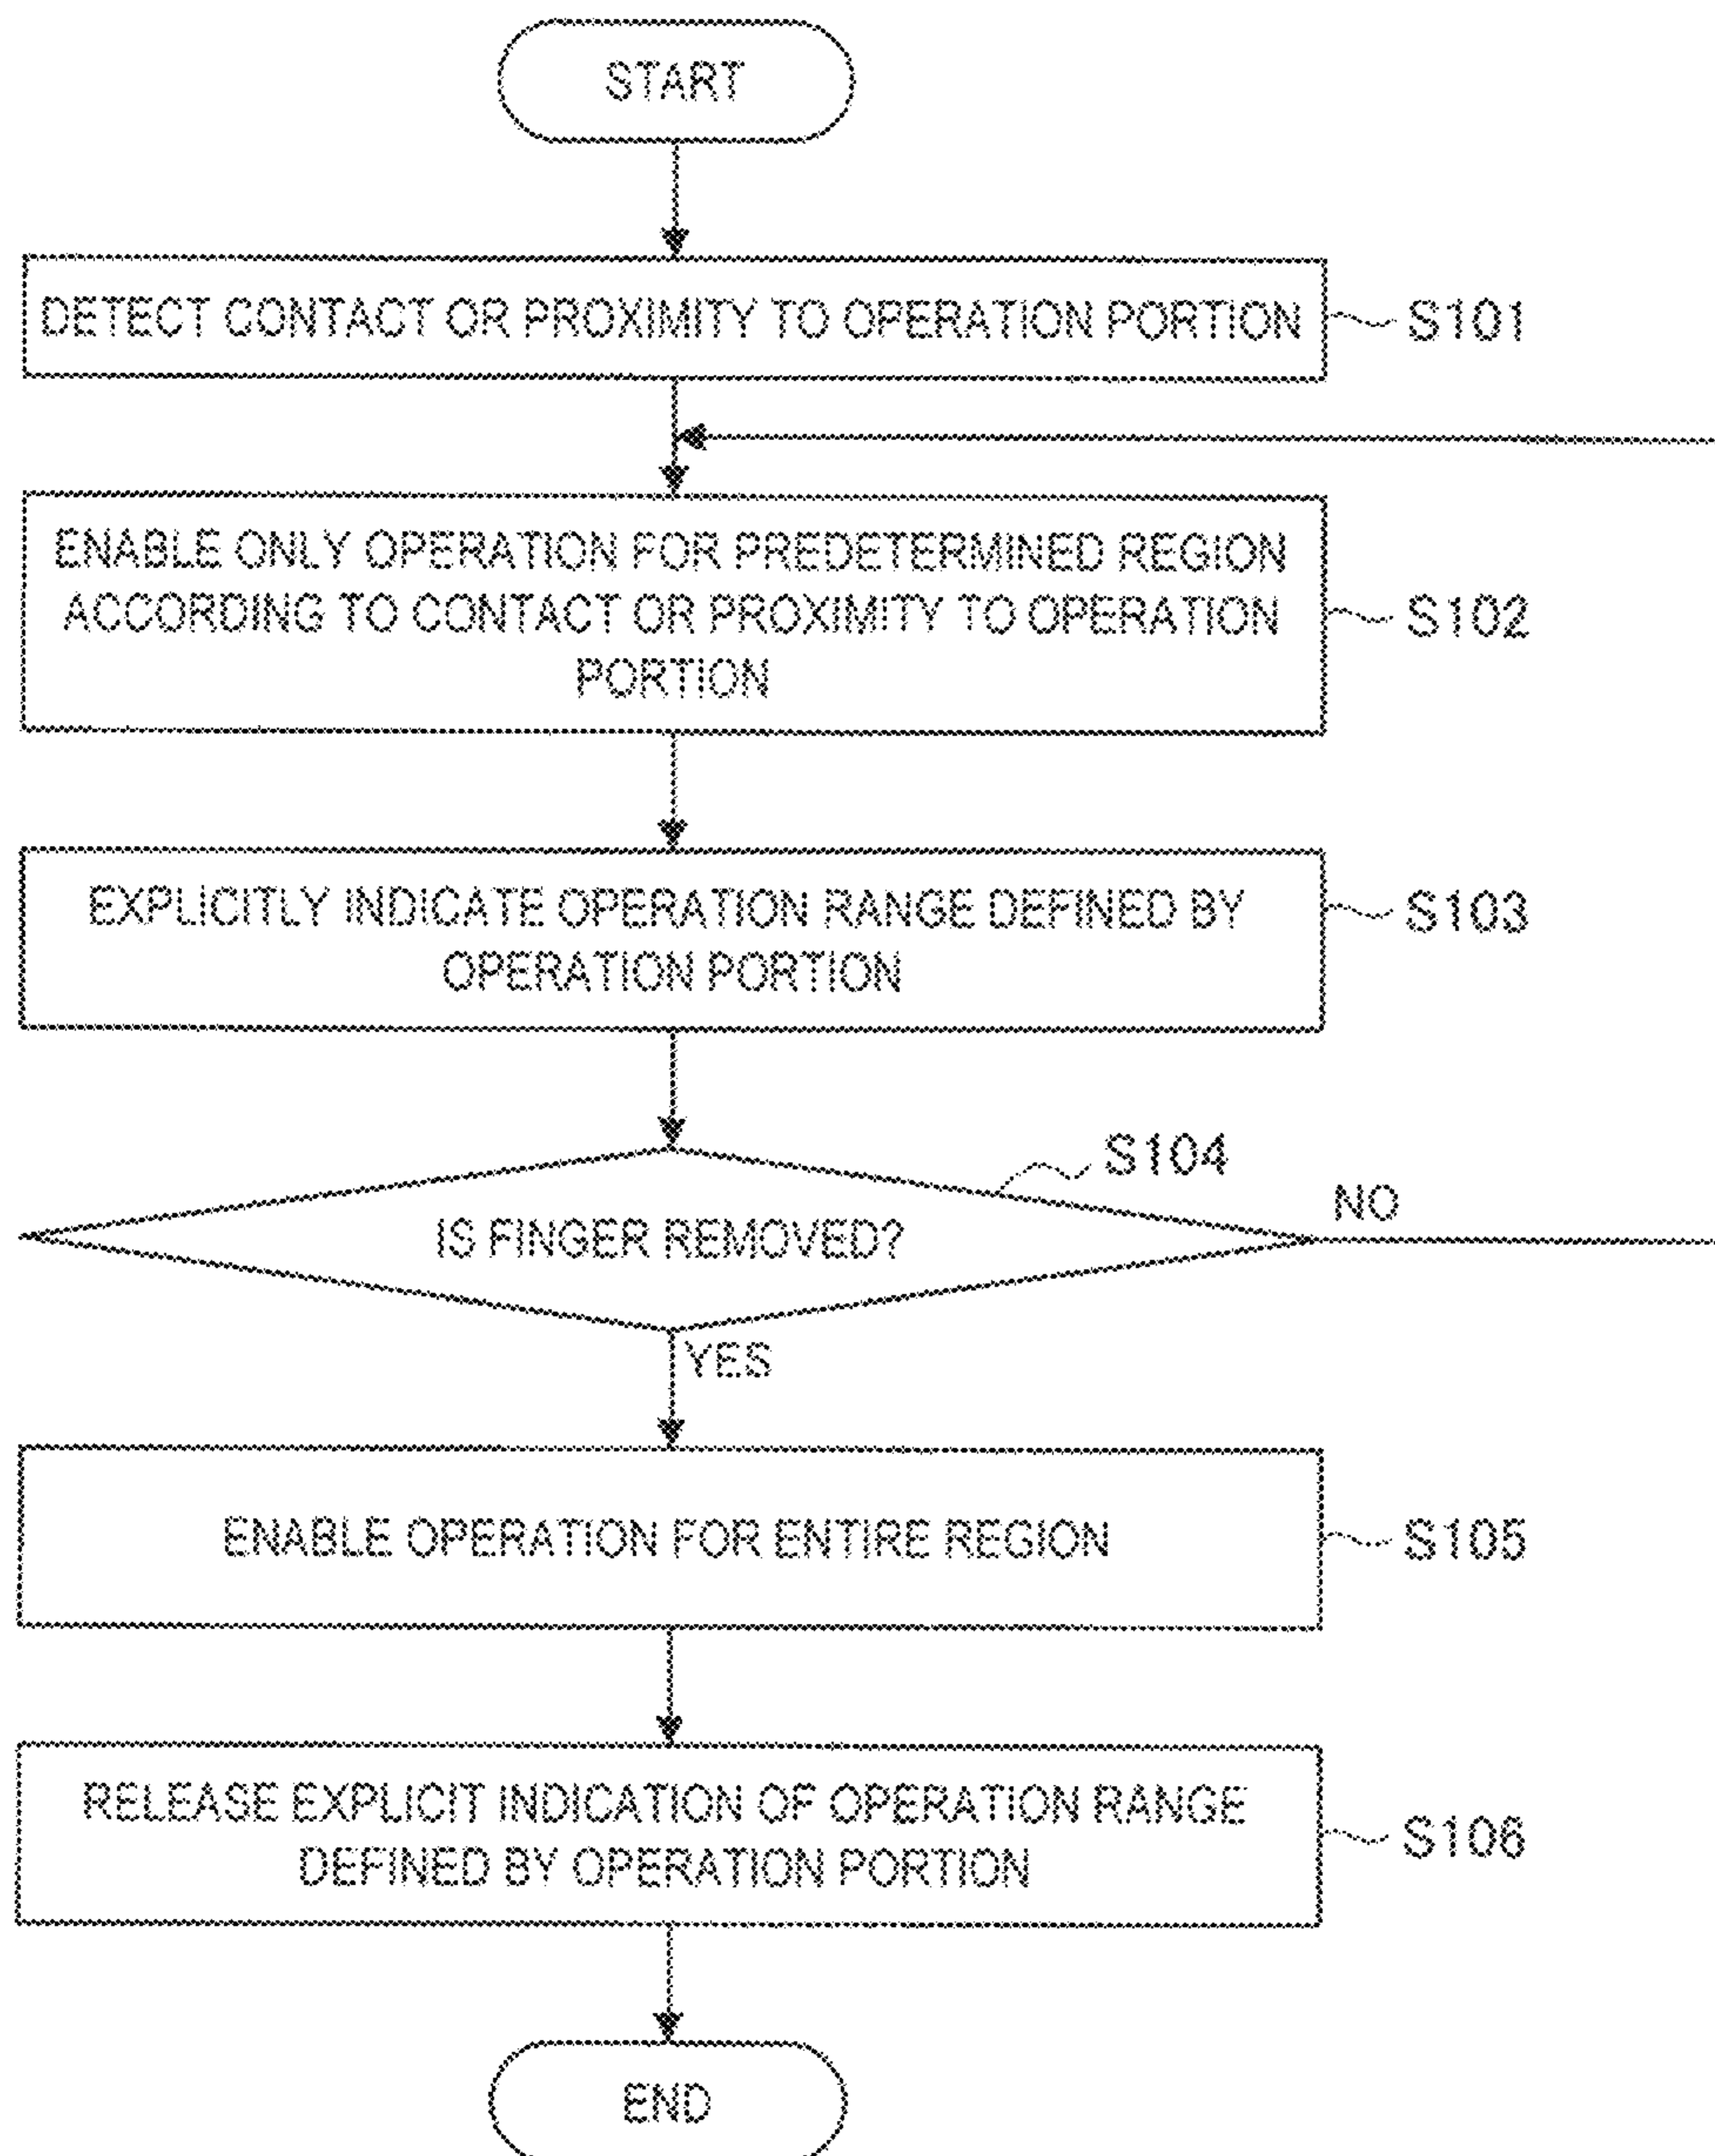 START
DETECT CONTACT OR PROXIMITY TO OPERATION PORTION
S101
ENABLE ONLY OPERATION FOR PREDETERMINED REGION
ACCORDING TO CONTACT OR PROXIMITY TO OPERATION
PORTION
S102
EXPLICITLY INDICATE OPERATION RANGE DEFINED BY
OPERATION PORTION
S103
S104
IS FINGER REMOVED?
NO
YES
ENABLE OPERATION FOR ENTIRE REGION
S105
RELEASE EXPLICIT INDICATION OF OPERATION RANGE
DEFINED BY OPERATION PORTION
S106
END